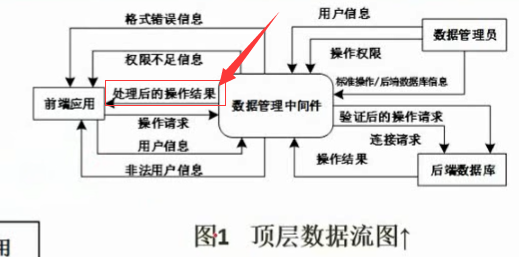 格式错误信息
用户信息
数据管理员
权限不足信息
操作权限
处理后的操作结果
标准操作/后端数据库信息
前端应用
数据管理中间件
操作请求
验证后的操作请求
用户信息
连接请求
非法用户信息
操作结果
后端数据库
图1 顶层数据流图↑
用